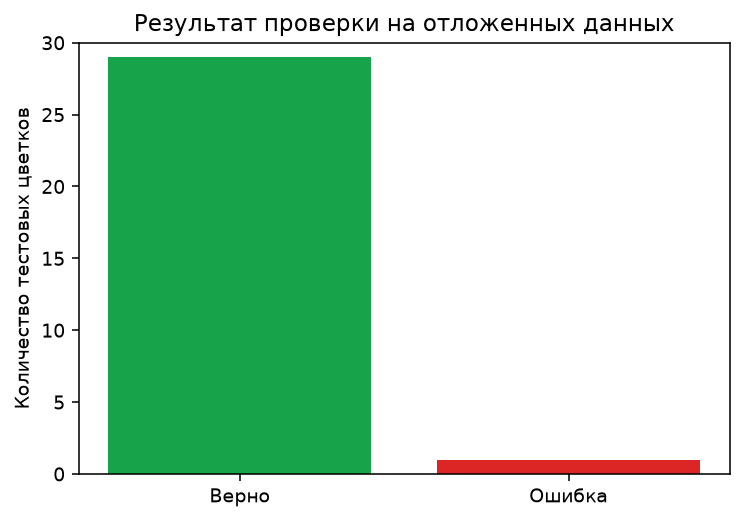 Результат проверки на отложенных данных
Количество тестовых цветков
30
25
20
15
10
5
0
Верно
Ошибка